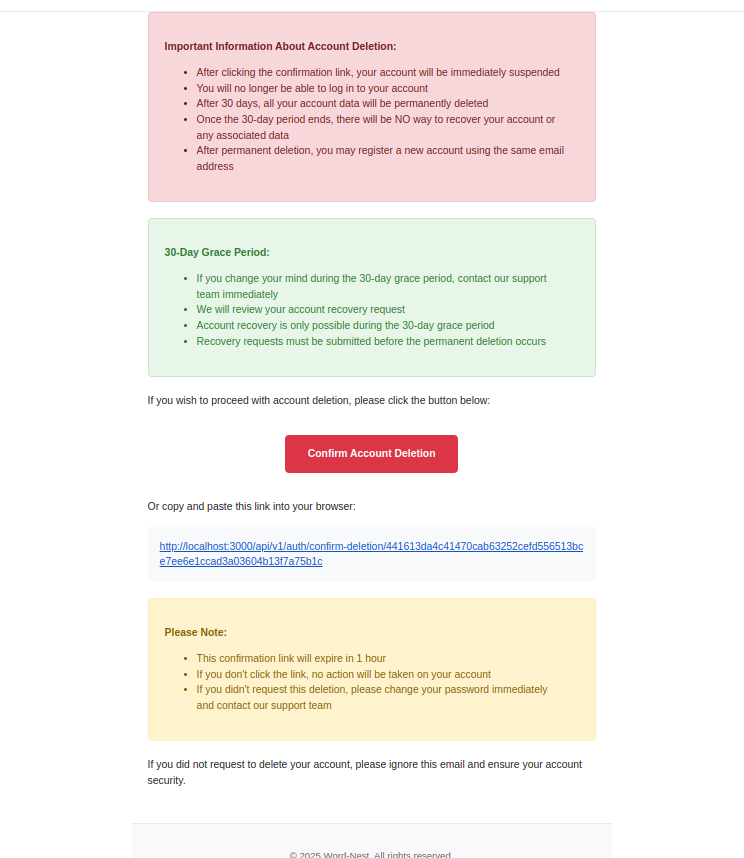 Important Information About Account Deletion:
• After clicking the confirmation link, your account will be immediately suspended
• You will no longer be able to log in to your account
• After 30 days, all your account data will be permanently deleted
• Once the 30-day period ends, there will be NO way to recover your account or
any associated data
• After permanent deletion, you may register a new account using the same email
address
30-Day Grace Period:
• If you change your mind during the 30-day grace period, contact our support
team immediately
• We will review your account recovery request
• Account recovery is only possible during the 30-day grace period
• Recovery requests must be submitted before the permanent deletion occurs
If you wish to proceed with account deletion, please click the button below:
Confirm Account Deletion
Or copy and paste this link into your browser:
http://localhost:3000/api/v1/auth/confirm-deletion/441613da4c41470cab63252cefd556513bc
e7ee6e1ccad3a03604b13f7a75b1c
Please Note:
• This confirmation link will expire in 1 hour
• If you don't click the link, no action will be taken on your account
• If you didn't request this deletion, please change your password immediately
and contact our support team
If you did not request to delete your account, please ignore this email and ensure your account
security.
© 2025 Word-Nest. All rights reserved.